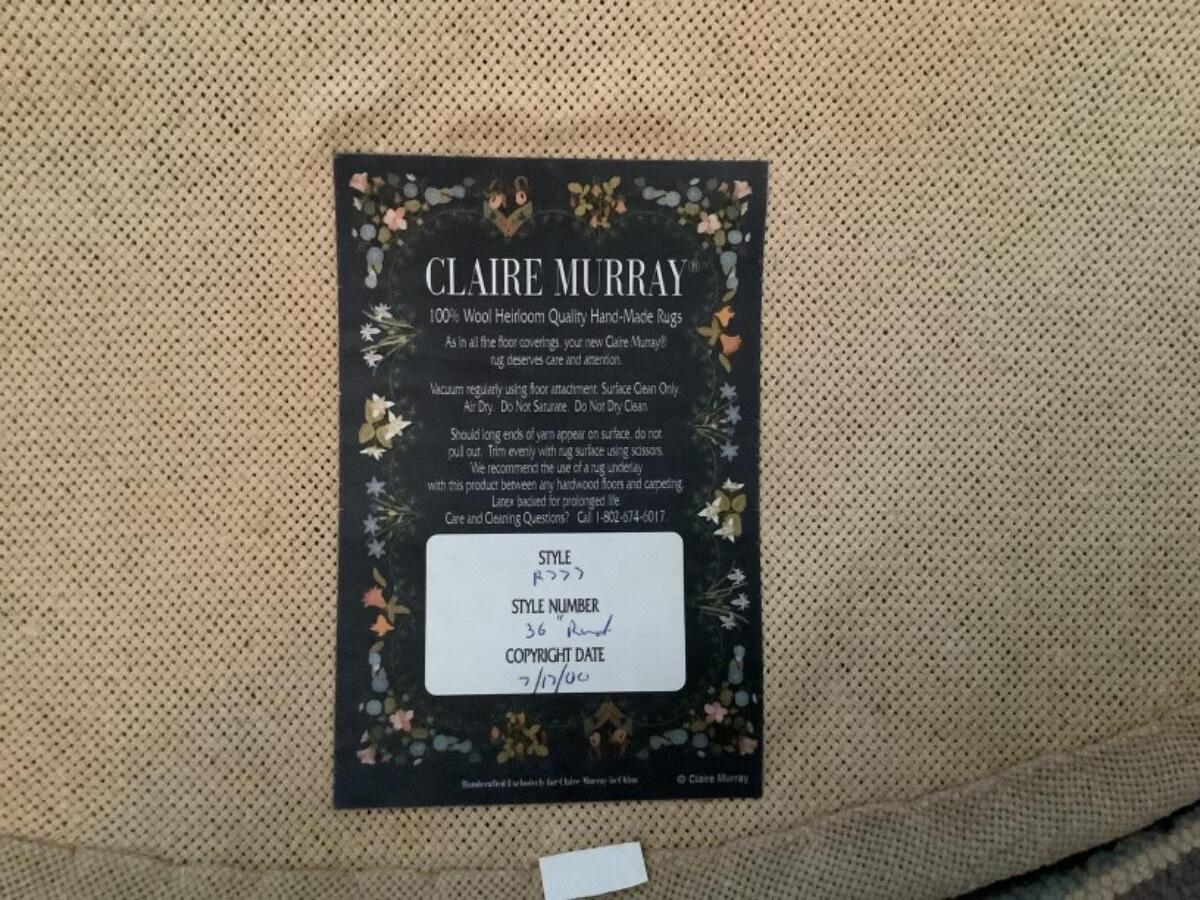 CLAIRE MURRAY®
100% Wool Heirloom Quality Hand-Made Rugs
As in all fine floor coverings, your new Claire Murray®
rug deserves care and attention.
Vacuum regularly using floor attachment. Surface Clean Only.
Air Dry. Do Not Saturate. Do Not Dry Clean.
Should long ends of yarn appear on surface, do not
pull out. Trim evenly with rug surface using scissors.
We recommend the use of a rug underlay
with this product between any hardwood floors and carpeting.
Latex backed for prolonged life.
Care and Cleaning Questions? Call 1-802-674-6017
STYLE
R777
STYLE NUMBER
36"
COPYRIGHT DATE
7/17/00
Handcrafted Exclusively for Claire Murray in China
© Claire Murray